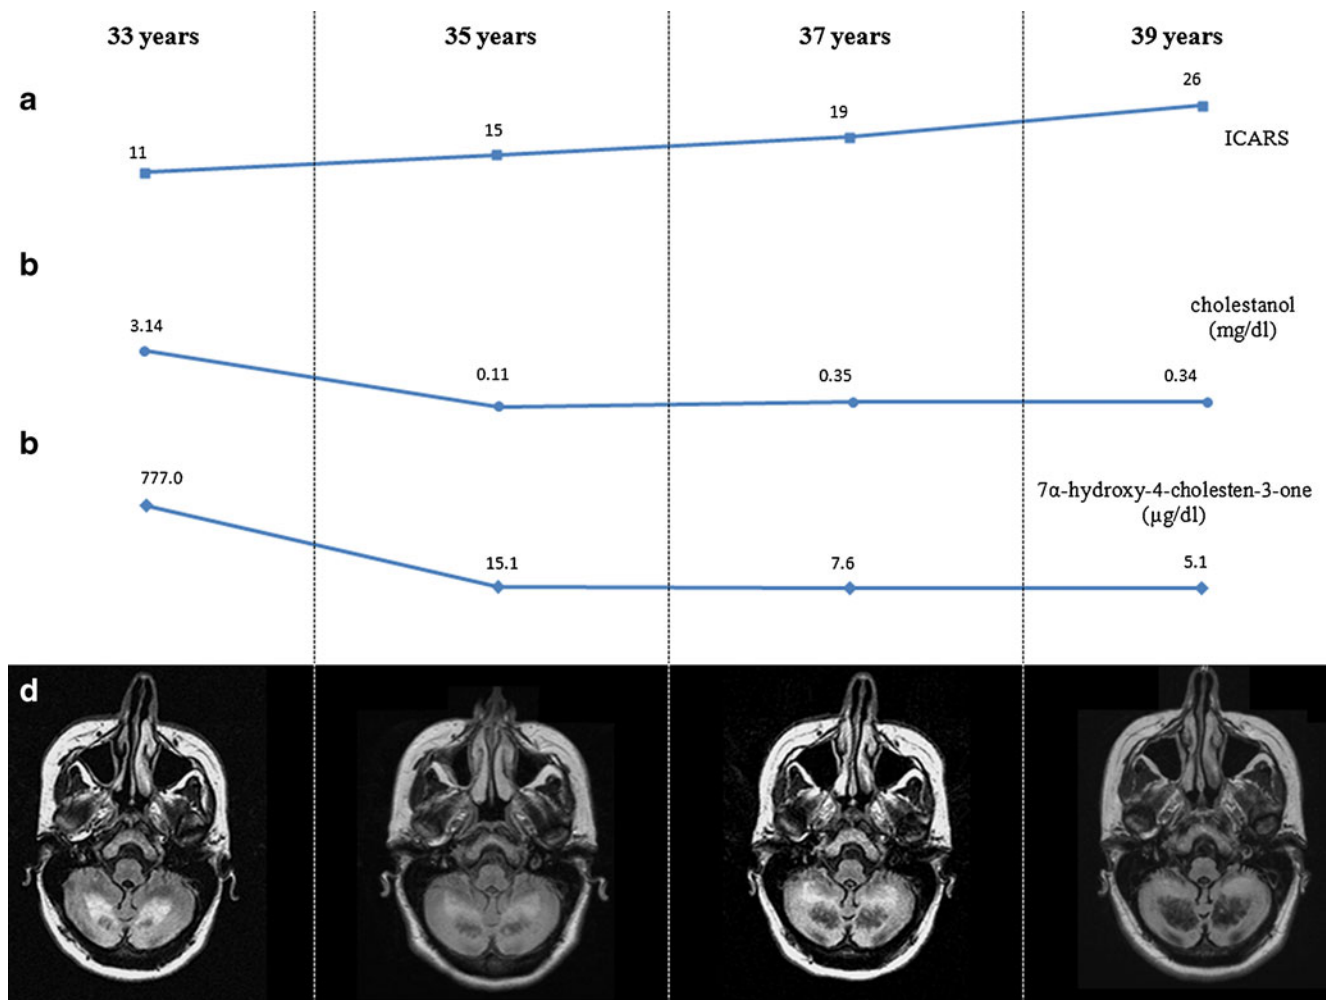 33 years
35 years
37 years
39 years
a
11
15
19
26
ICARS
b
3.14
0.11
0.35
0.34
cholestanol
(mg/dl)
b
777.0
15.1
7.6
5.1
7α-hydroxy-4-cholesten-3-one
(µg/dl)
d